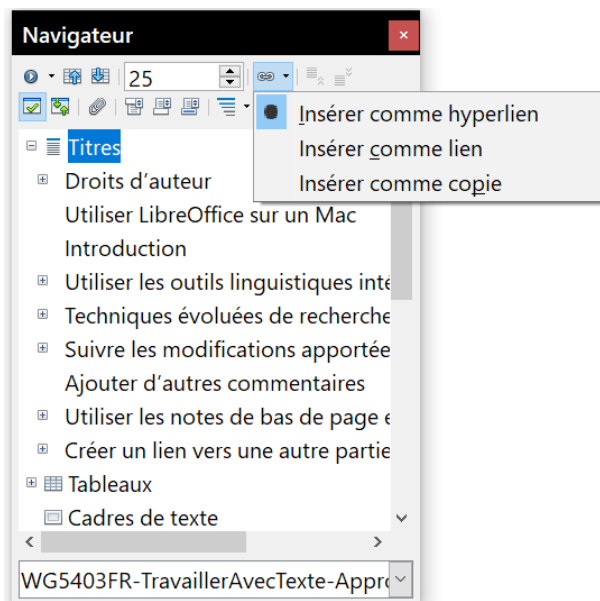 Navigateur
25
Insérer comme hyperlien
Insérer comme lien
Insérer comme copie
Titres
Droits d’auteur
Utiliser LibreOffice sur un Mac
Introduction
Utiliser les outils linguistiques inté
Techniques évoluées de recherche
Suivre les modifications apportée
Ajouter d’autres commentaires
Utiliser les notes de bas de page e
Créer un lien vers une autre partie
Tableaux
Cadres de texte
WG5403FR-TravaillerAvecTexte-Appro